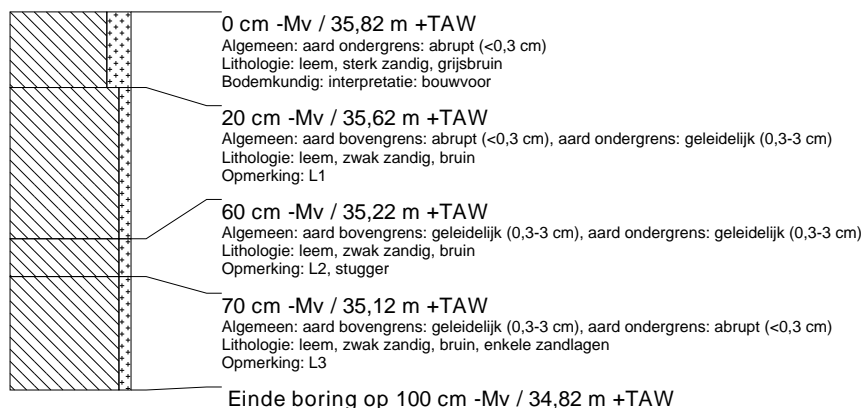 0 cm -Mv / 35,82 m +TAW
Algemeen: aard ondergrens: abrupt (<0,3 cm)
Lithologie: leem, sterk zandig, grijsbruin
Bodemkundig: interpretatie: bouwvoor
20 cm -Mv / 35,62 m +TAW
Algemeen: aard bovengrens: abrupt (<0,3 cm), aard ondergrens: geleidelijk (0,3-3 cm)
Lithologie: leem, zwak zandig, bruin
Opmerking: L1
60 cm -Mv / 35,22 m +TAW
Algemeen: aard bovengrens: geleidelijk (0,3-3 cm), aard ondergrens: geleidelijk (0,3-3 cm)
Lithologie: leem, zwak zandig, bruin
Opmerking: L2, stugger
70 cm -Mv / 35,12 m +TAW
Algemeen: aard bovengrens: geleidelijk (0,3-3 cm), aard ondergrens: abrupt (<0,3 cm)
Lithologie: leem, zwak zandig, bruin, enkele zandlagen
Opmerking: L3
Einde boring op 100 cm -Mv / 34,82 m +TAW